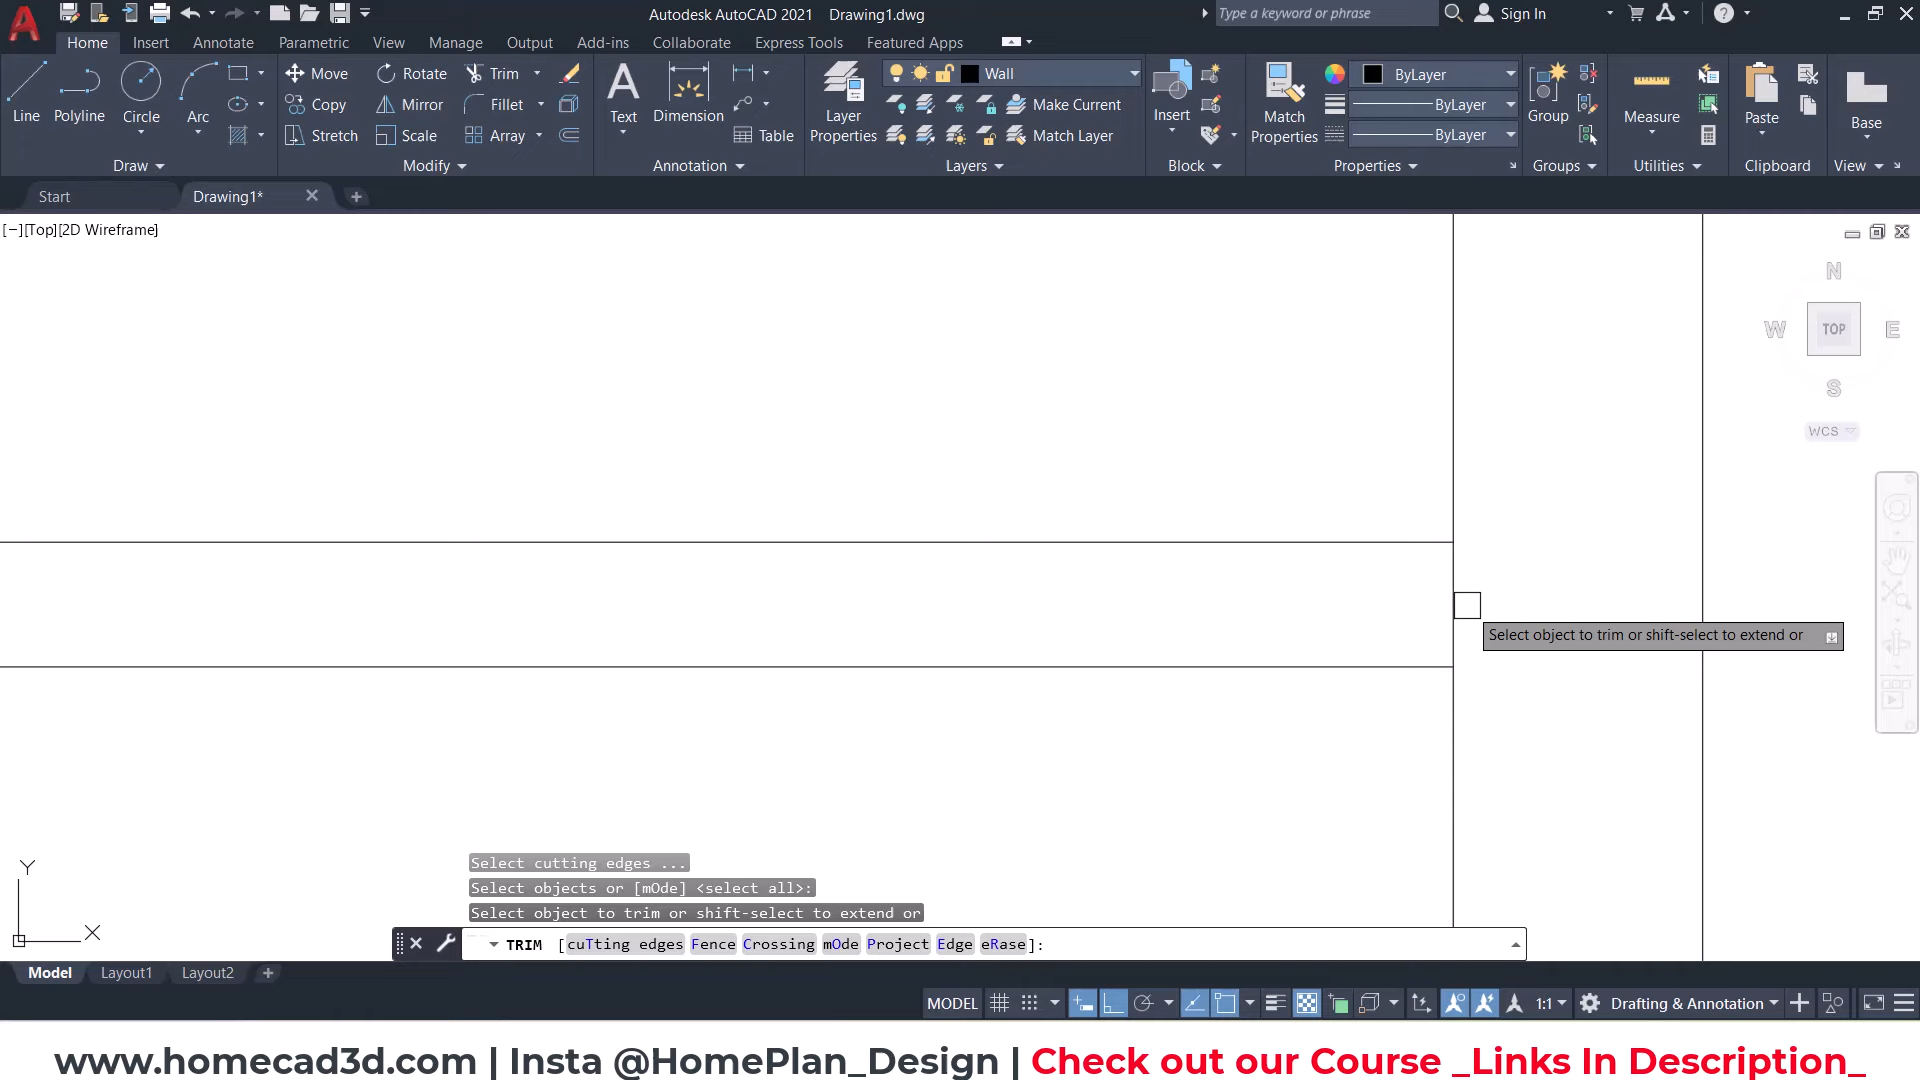 Autodesk AutoCAD 2021 Drawing1.dwg
Type a keyword or phrase
Sign In
Home Insert Annotate Parametric View Manage Output Add-ins Collaborate Express Tools Featured Apps
Line Polyline Circle Arc
Move Rotate Trim
Copy Mirror Fillet
Stretch Scale Array
Text Dimension Table
Layer Properties
Wall
Make Current
Match Layer
Insert
Match Properties
ByLayer
ByLayer
ByLayer
Group
Measure
Paste
Base
Draw Modify Annotation Layers Block Properties Groups Utilities Clipboard View
Start Drawing1*
[−][Top][2D Wireframe]
N
W TOP E
S
WCS
Select object to trim or shift-select to extend or
Y
X
Select cutting edges ...
Select objects or [mOde] <select all>:
Select object to trim or shift-select to extend or
TRIM [cuTting edges Fence Crossing mOde Project Edge eRase]:
Model Layout1 Layout2
MODEL 1:1 Drafting & Annotation
www.homecad3d.com | Insta @HomePlan_Design | Check out our Course _Links In Description_